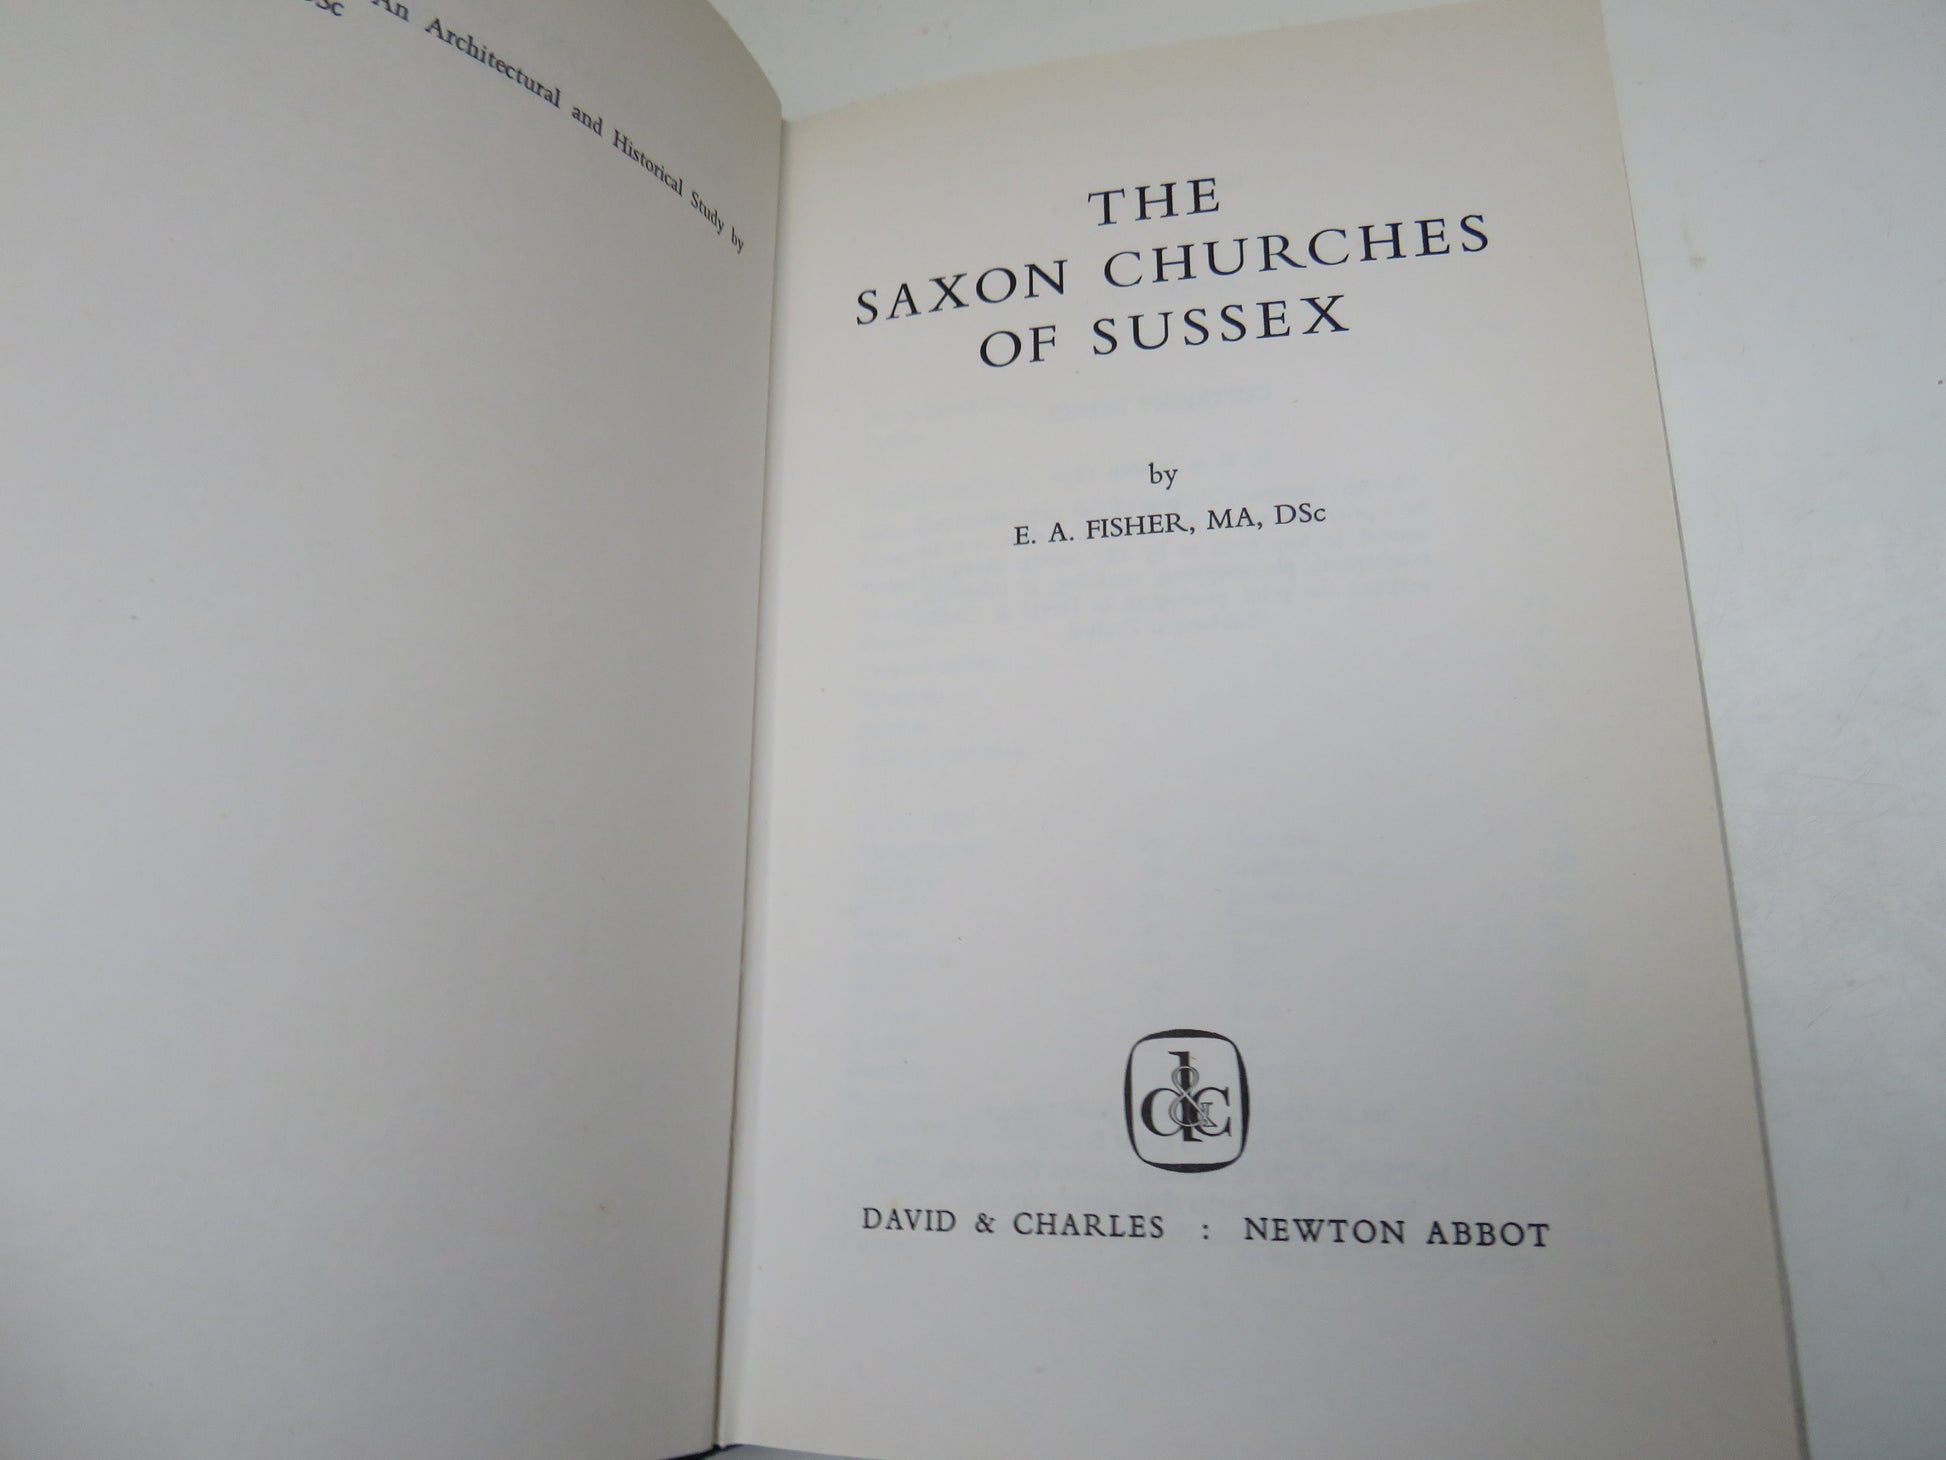 An Architectural and Historical Study by
DSc
THE
SAXON CHURCHES
OF SUSSEX
by
E. A. FISHER, MA, DSc
d&c
DAVID & CHARLES : NEWTON ABBOT